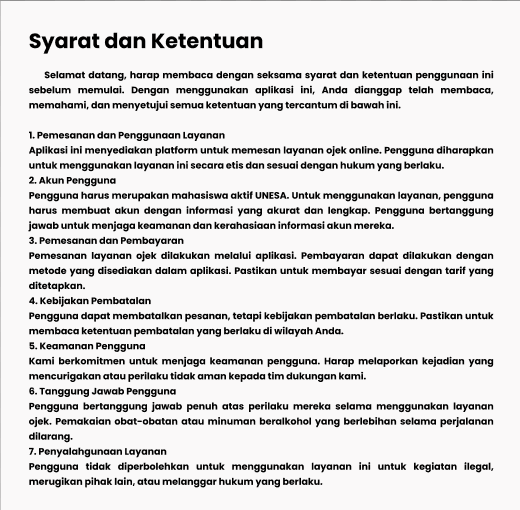 Syarat dan Ketentuan
Selamat datang, harap membaca dengan seksama syarat dan ketentuan penggunaan ini
sebelum memulai. Dengan menggunakan aplikasi ini, Anda dianggap telah membaca,
memahami, dan menyetujui semua ketentuan yang tercantum di bawah ini.
1. Pemesanan dan Penggunaan Layanan
Aplikasi ini menyediakan platform untuk memesan layanan ojek online. Pengguna diharapkan
untuk menggunakan layanan ini secara etis dan sesuai dengan hukum yang berlaku.
2. Akun Pengguna
Pengguna harus merupakan mahasiswa aktif UNESA. Untuk menggunakan layanan, pengguna
harus membuat akun dengan informasi yang akurat dan lengkap. Pengguna bertanggung
jawab untuk menjaga keamanan dan kerahasiaan informasi akun mereka.
3. Pemesanan dan Pembayaran
Pemesanan layanan ojek dilakukan melalui aplikasi. Pembayaran dapat dilakukan dengan
metode yang disediakan dalam aplikasi. Pastikan untuk membayar sesuai dengan tarif yang
ditetapkan.
4. Kebijakan Pembatalan
Pengguna dapat membatalkan pesanan, tetapi kebijakan pembatalan berlaku. Pastikan untuk
membaca ketentuan pembatalan yang berlaku di wilayah Anda.
5. Keamanan Pengguna
Kami berkomitmen untuk menjaga keamanan pengguna. Harap melaporkan kejadian yang
mencurigakan atau perilaku tidak aman kepada tim dukungan kami.
6. Tanggung Jawab Pengguna
Pengguna bertanggung jawab penuh atas perilaku mereka selama menggunakan layanan
ojek. Pemakaian obat-obatan atau minuman beralkohol yang berlebihan selama perjalanan
dilarang.
7. Penyalahgunaan Layanan
Pengguna tidak diperbolehkan untuk menggunakan layanan ini untuk kegiatan ilegal,
merugikan pihak lain, atau melanggar hukum yang berlaku.